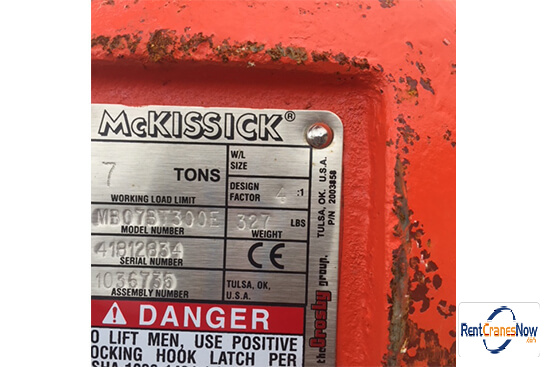 McKISSICK®
7 TONS
WORKING LOAD LIMIT
W/L SIZE
DESIGN FACTOR 4 :1
MB07BT300E
MODEL NUMBER
327 LBS
WEIGHT
41812834
SERIAL NUMBER
CE
1036735
ASSEMBLY NUMBER
TULSA, OK.
U.S.A.
TULSA, OK. U.S.A.
P/N 2003858
the Crosby group.
DANGER
O LIFT MEN, USE POSITIVE
OCKING HOOK LATCH PER
RentCranesNow
.com